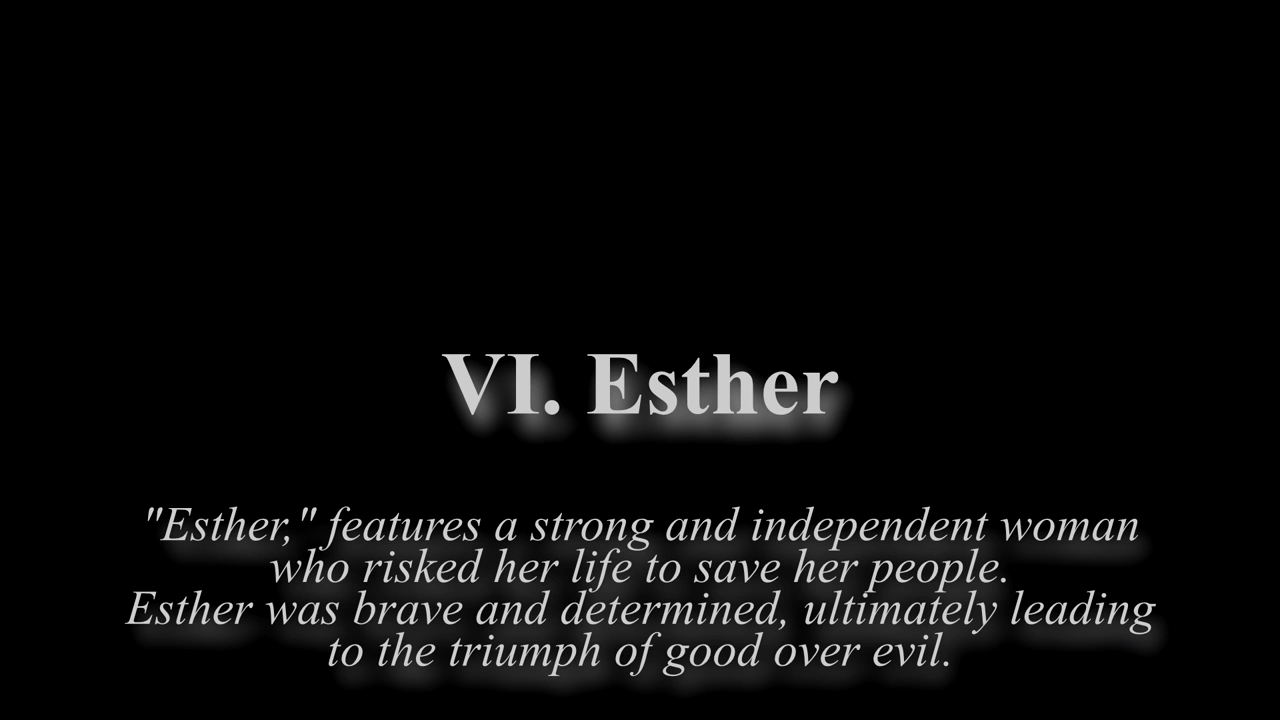 VI. Esther
"Esther," features a strong and independent woman
who risked her life to save her people.
Esther was brave and determined, ultimately leading
to the triumph of good over evil.